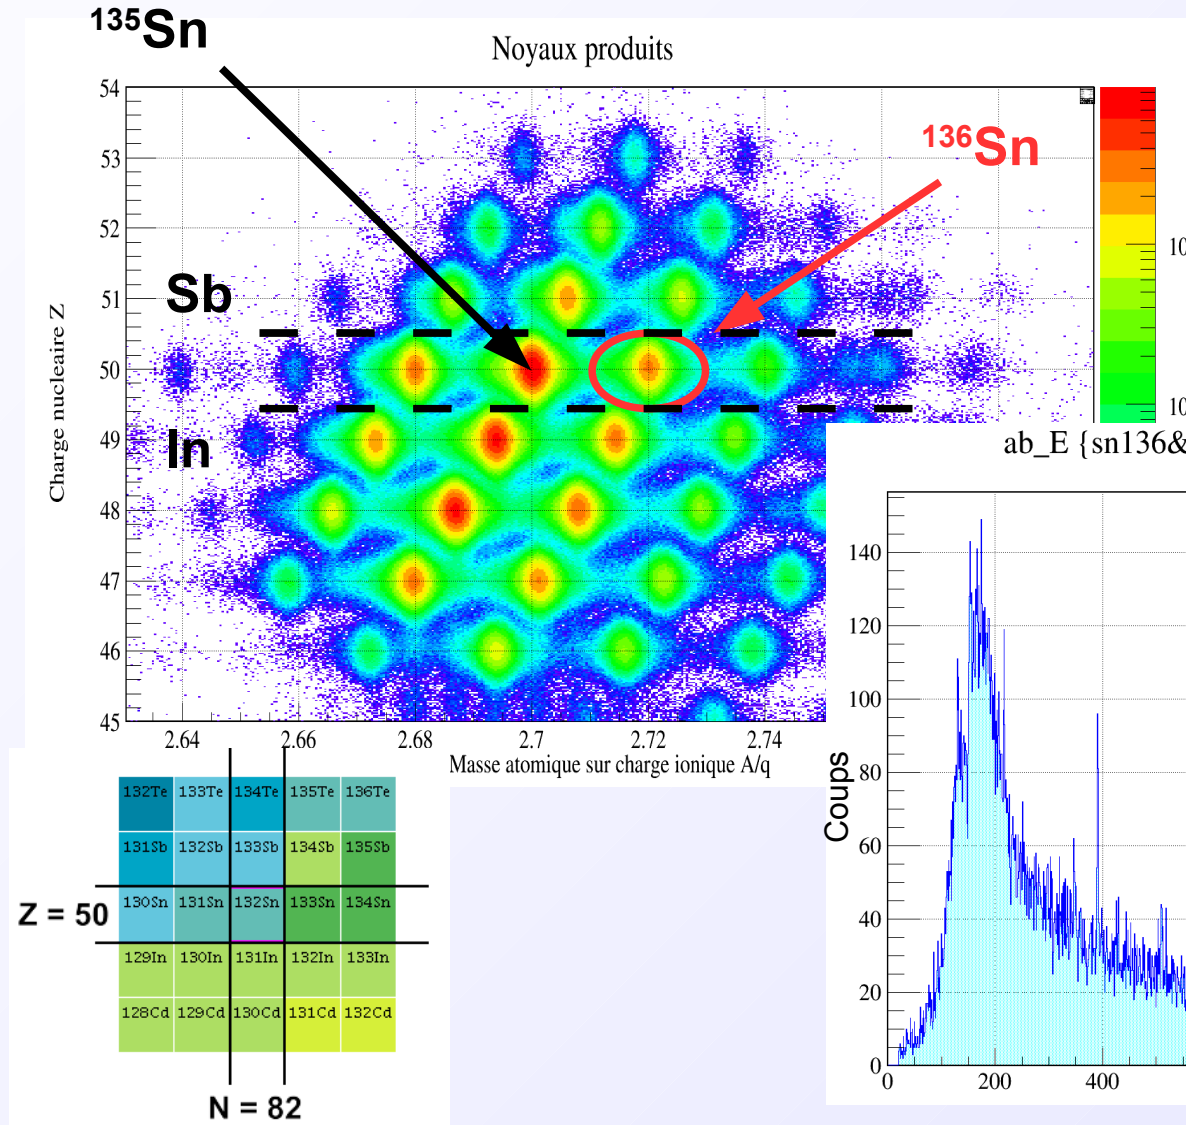 ¹³⁵Sn
Noyaux produits
¹³⁶Sn
Sb
In
Charge nucleaire Z
54
53
52
51
50
49
48
47
46
45
2.64
2.66
2.68
2.7
2.72
2.74
Masse atomique sur charge ionique A/q
10
10
ab_E {sn136&
Coups
140
120
100
80
60
40
20
0
0
200
400
132Te 133Te 134Te 135Te 136Te
131Sb 132Sb 133Sb 134Sb 135Sb
Z = 50
130Sn 131Sn 132Sn 133Sn 134Sn
129In 130In 131In 132In 133In
128Cd 129Cd 130Cd 131Cd 132Cd
N = 82